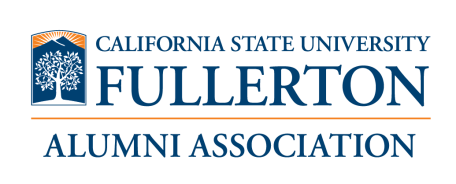 CALIFORNIA STATE UNIVERSITY
FULLERTON
ALUMNI ASSOCIATION